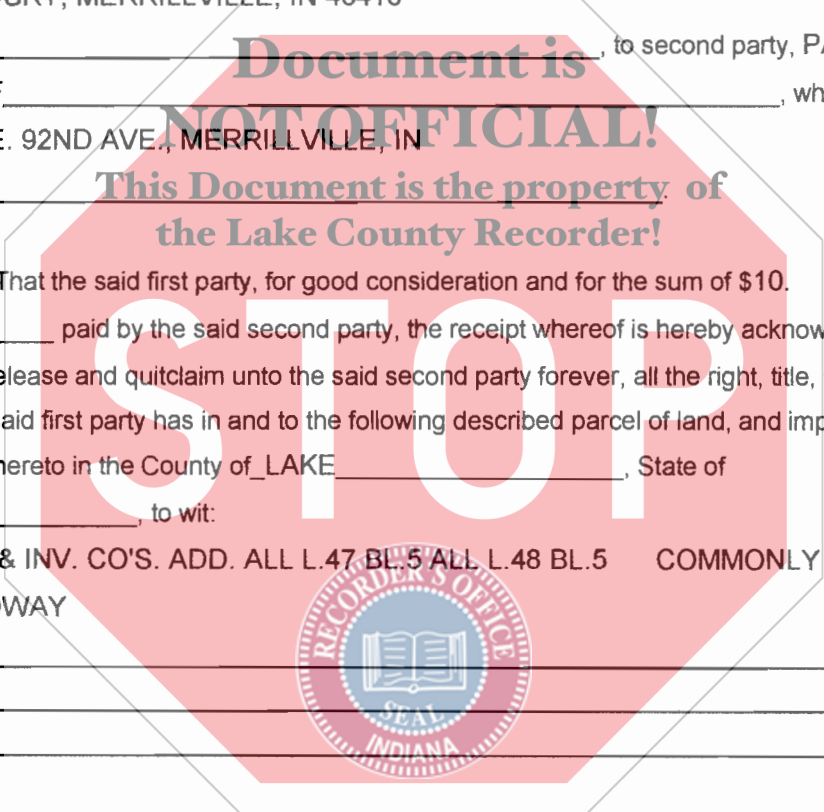 MERRILLVILLE, IN 46410
Document is
, to second party,
NOT OFFICIAL!
E. 92ND AVE., MERRILLVILLE, IN
This Document is the property of
the Lake County Recorder!
That the said first party, for good consideration and for the sum of $10.
STOP
paid by the said second party, the receipt whereof is hereby acknow
elease and quitclaim unto the said second party forever, all the right, title,
aid first party has in and to the following described parcel of land, and imp
hereto in the County of_LAKE, State of
, to wit:
& INV. CO'S. ADD. ALL L.47 BL.5 ALL L.48 BL.5 COMMONLY
WAY
RECORDER'S OFFICE
SEAL
INDIANA